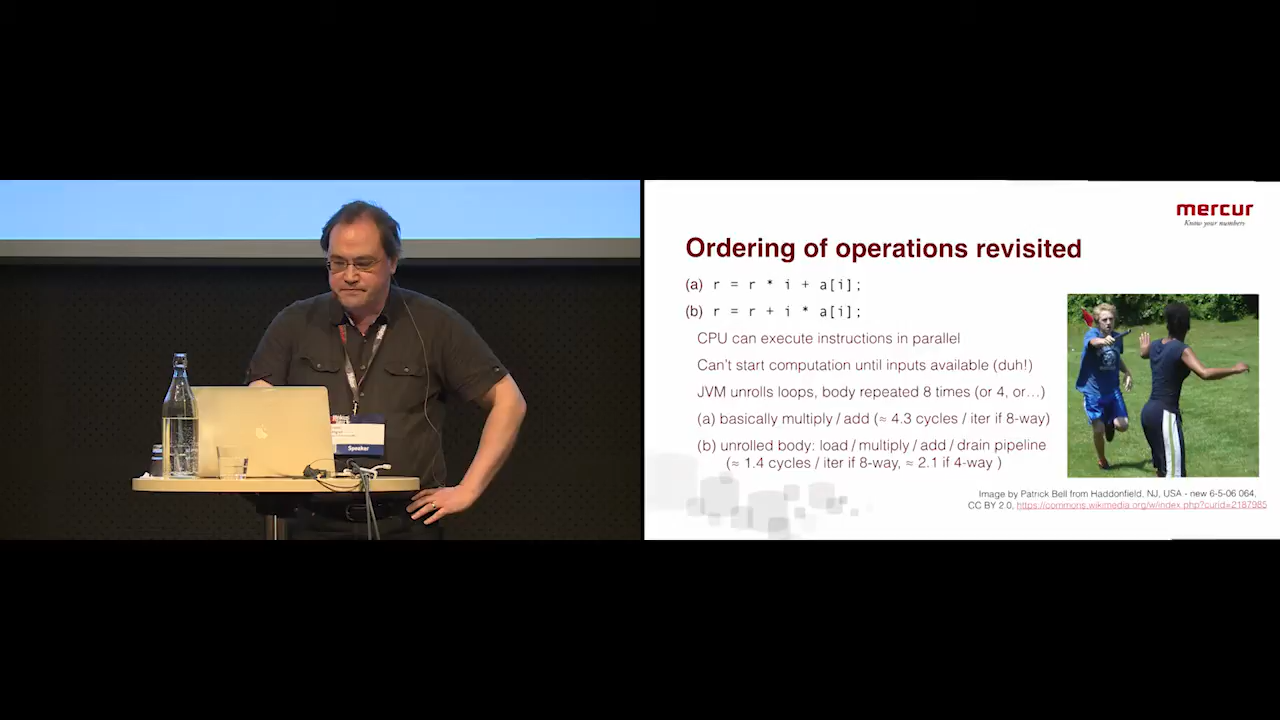 mercur
Know your numbers
Ordering of operations revisited
(a) r = r * i + a[i];
(b) r = r + i * a[i];
CPU can execute instructions in parallel
Can't start computation until inputs available (duh!)
JVM unrolls loops, body repeated 8 times (or 4, or…)
(a) basically multiply / add (≈ 4.3 cycles / iter if 8-way)
(b) unrolled body: load / multiply / add / drain pipeline
(≈ 1.4 cycles / iter if 8-way, ≈ 2.1 if 4-way )
Image by Patrick Bell from Haddonfield, NJ, USA - new 6-5-06 064,
CC BY 2.0, https://commons.wikimedia.org/w/index.php?curid=2187985
Speaker